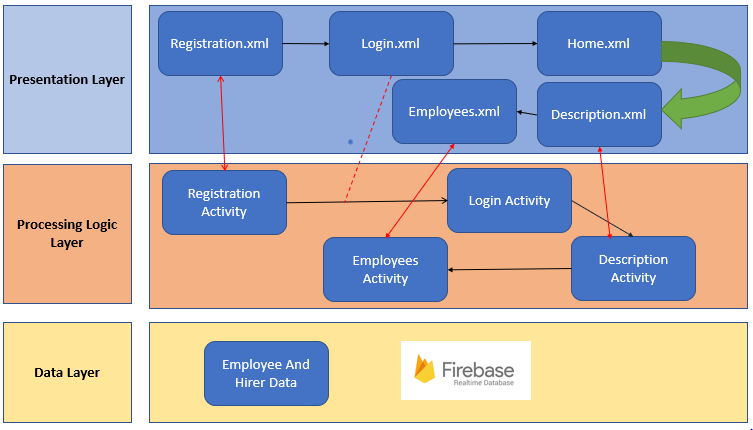 Presentation Layer
Registration.xml
Login.xml
Home.xml
Employees.xml
Description.xml
Processing Logic
Layer
Registration
Activity
Login Activity
Employees
Activity
Description
Activity
Data Layer
Employee And
Hirer Data
Firebase
Realtime Database